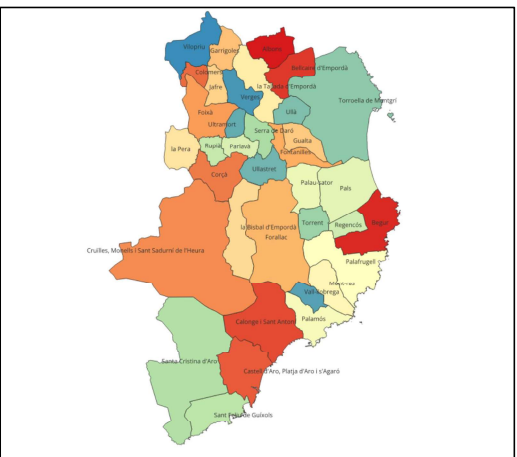 Vilopriu
Garrigoles
Albons
Bellcaire d'Empordà
Colomers
Jafre
la Tallada d'Empordà
Verges
Torroella de Montgrí
Foixà
Ultramort
Ullà
Serra de Daró
Gualta
la Pera
Rupià
Parlavà
Fontanilles
Corçà
Ullastret
Palau-sator
Pals
la Bisbal d'Empordà
Forallac
Torrent
Regencós
Begur
Cruïlles, Monells i Sant Sadurní de l'Heura
Palafrugell
Vall-llobrega
Calonge i Sant Antoni
Palamós
Santa Cristina d'Aro
Castell d'Aro, Platja d'Aro i s'Agaró
Sant Feliu de Guíxols